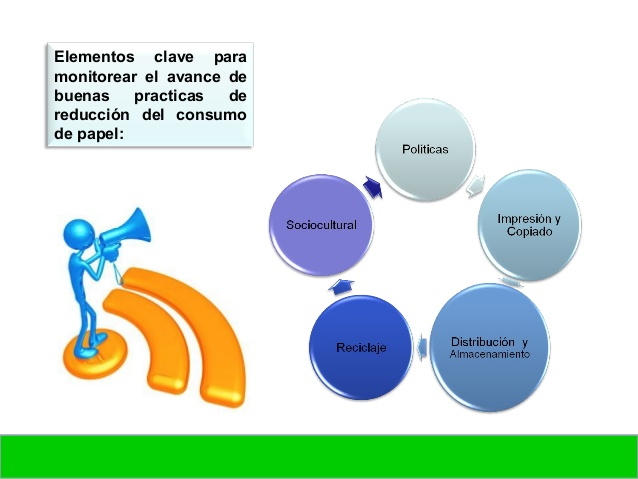 Elementos clave para
monitorear el avance de
buenas practicas de
reducción del consumo
de papel:
Políticas
Impresión y
Copiado
Distribución y
Almacenamiento
Reciclaje
Sociocultural